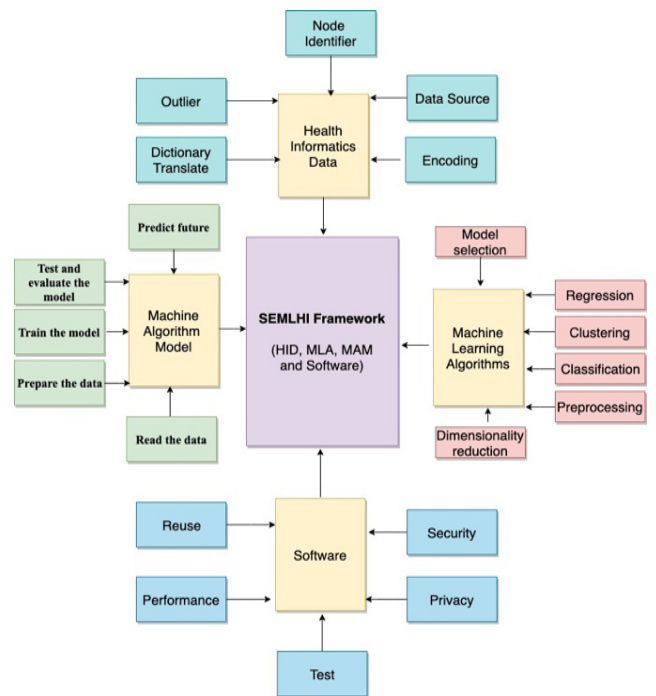 Node
Identifier
Outlier
Data Source
Health
Informatics
Data
Dictionary
Translate
Encoding
Predict future
Model
selection
Test and
evaluate the
model
Train the model
Prepare the data
Machine
Algorithm
Model
Read the data
SEMLHI Framework
(HID, MLA, MAM
and Software)
Machine
Learning
Algorithms
Regression
Clustering
Classification
Preprocessing
Dimensionality
reduction
Reuse
Security
Software
Performance
Privacy
Test